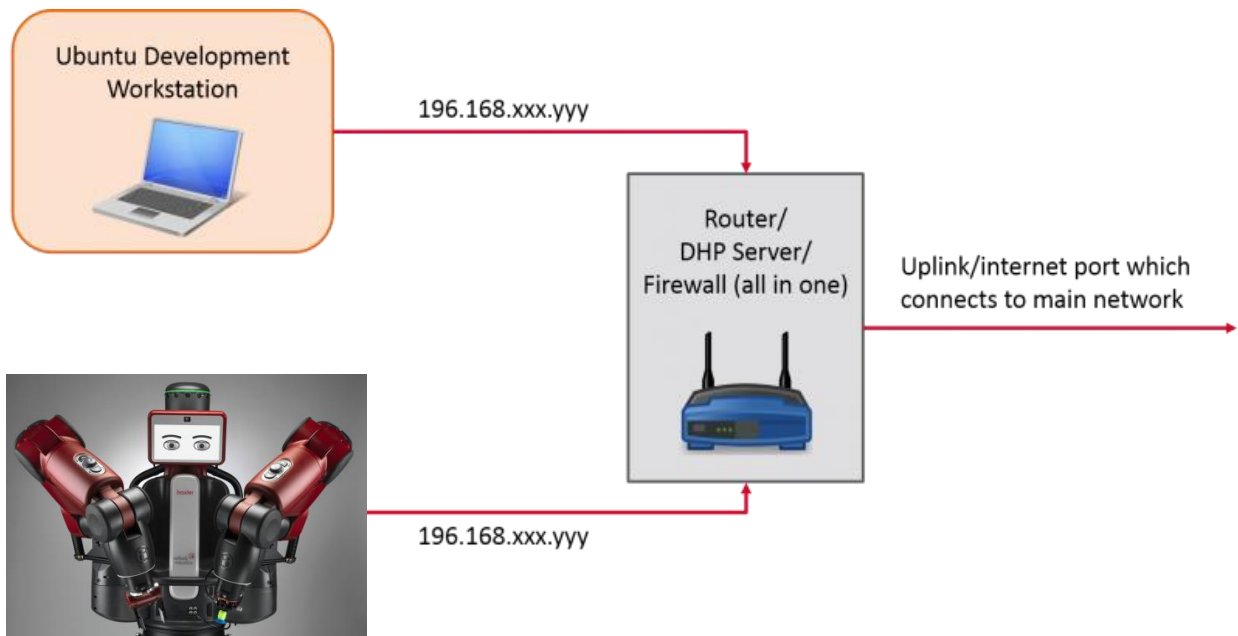 Ubuntu Development
Workstation
196.168.xxx.yyy
Router/
DHP Server/
Firewall (all in one)
Uplink/internet port which
connects to main network
baxter
196.168.xxx.yyy